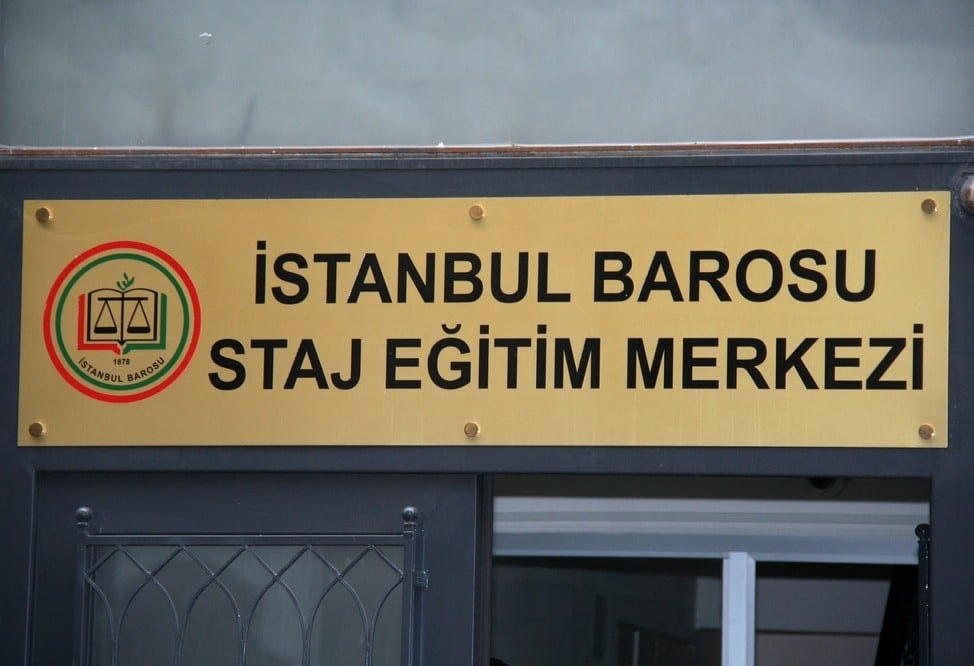 İSTANBUL BAROSU
STAJ EĞİTİM MERKEZİ
1878
İSTANBUL BAROSU